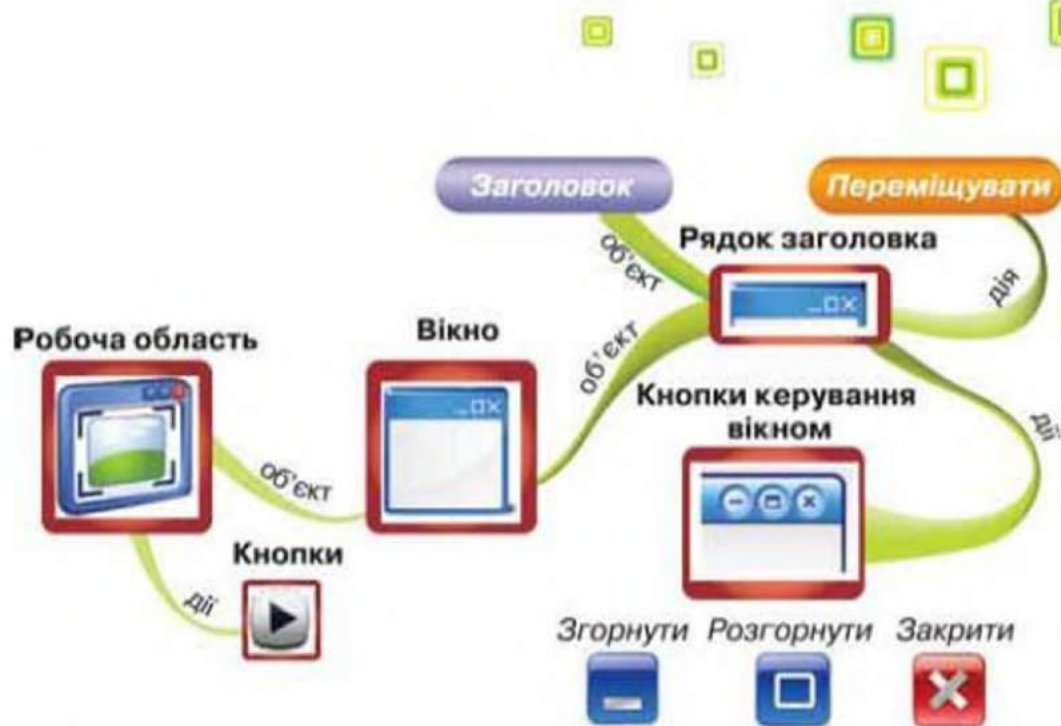 Заголовок
Переміщувати
об'єкт
Рядок заголовка
дія
Робоча область
Вікно
об'єкт
Кнопки керування
вікном
дії
об'єкт
Кнопки
дії
Згорнути Розгорнути Закрити